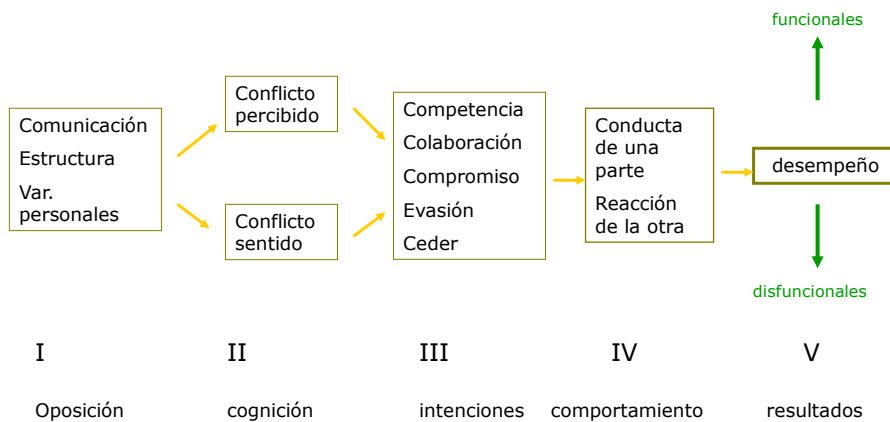 funcionales
Comunicación
Estructura
Var.
personales
Conflicto
percibido
Conflicto
sentido
Competencia
Colaboración
Compromiso
Evasión
Ceder
Conducta
de una
parte
Reacción
de la otra
desempeño
disfuncionales
I
II
III
IV
V
Oposición
cognición
intenciones
comportamiento
resultados